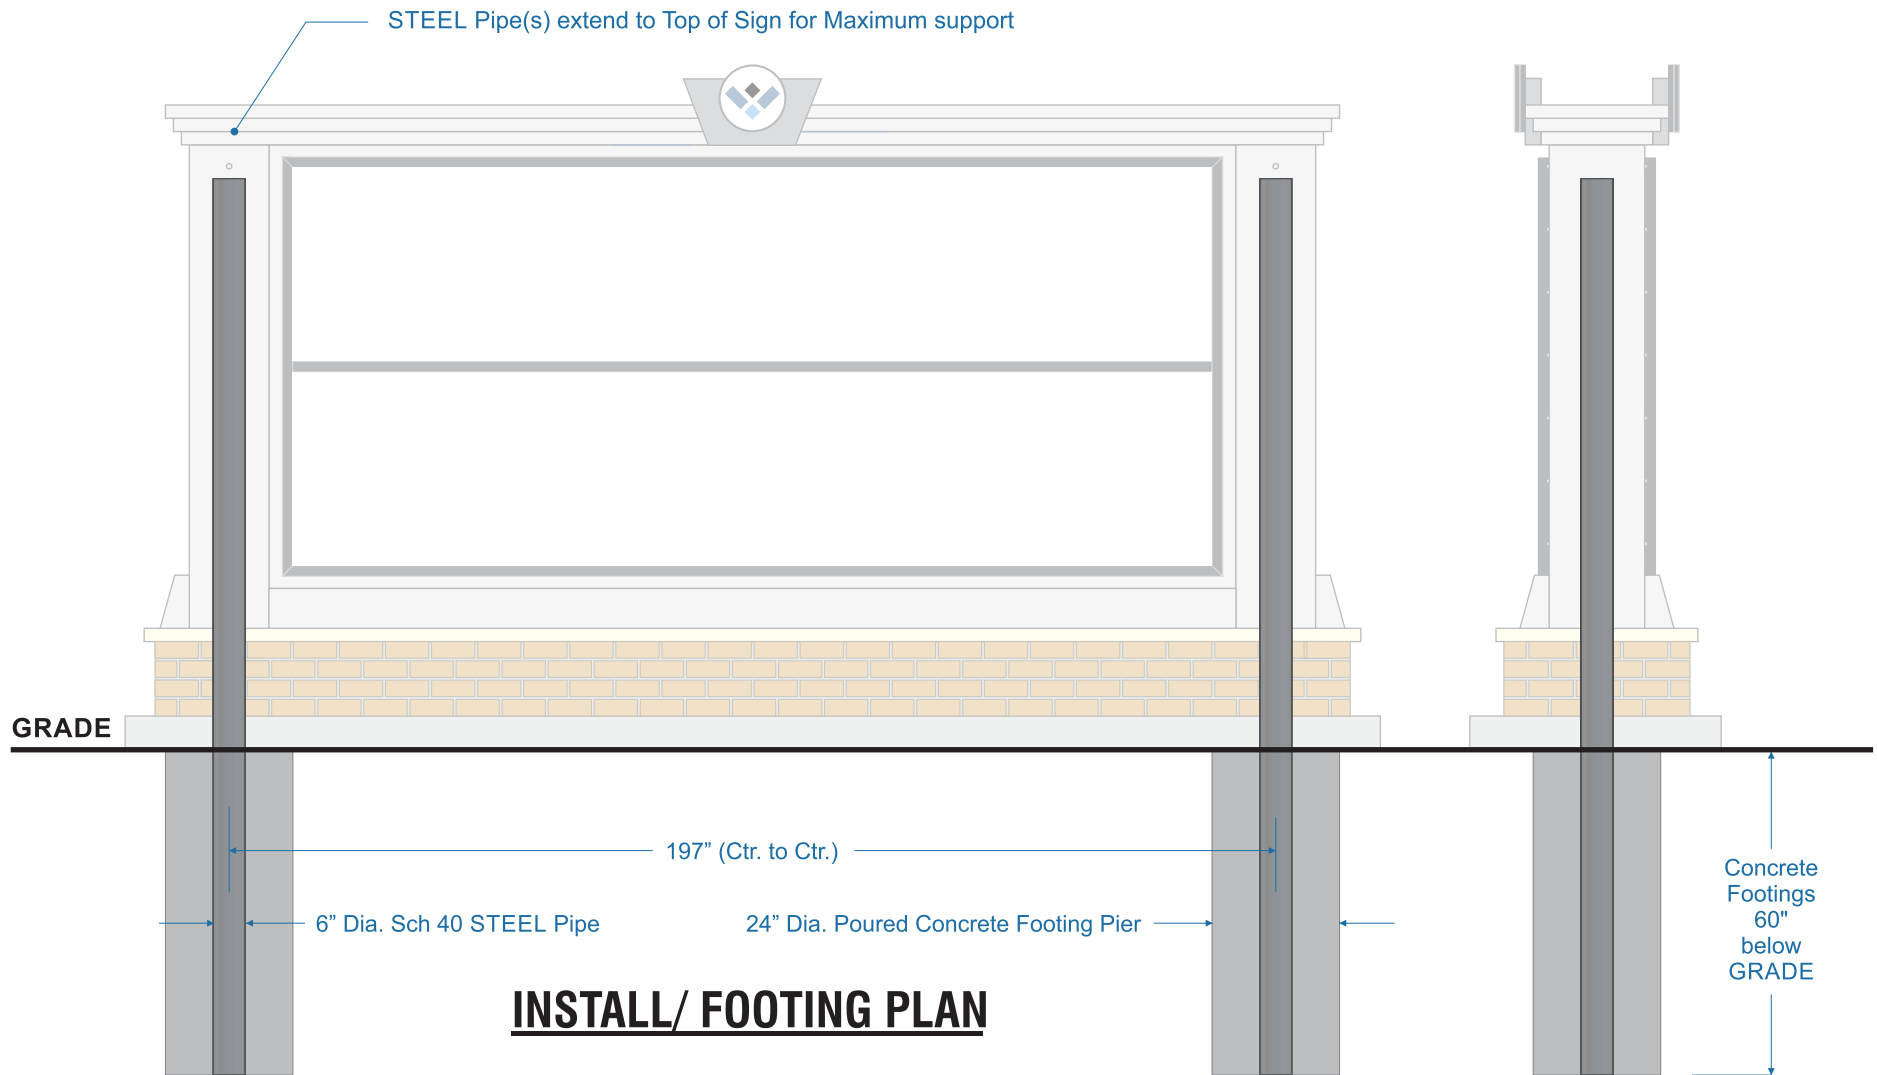 STEEL Pipe(s) extend to Top of Sign for Maximum support
GRADE
197” (Ctr. to Ctr.)
6” Dia. Sch 40 STEEL Pipe
24” Dia. Poured Concrete Footing Pier
Concrete
Footings
60"
below
GRADE
INSTALL/ FOOTING PLAN